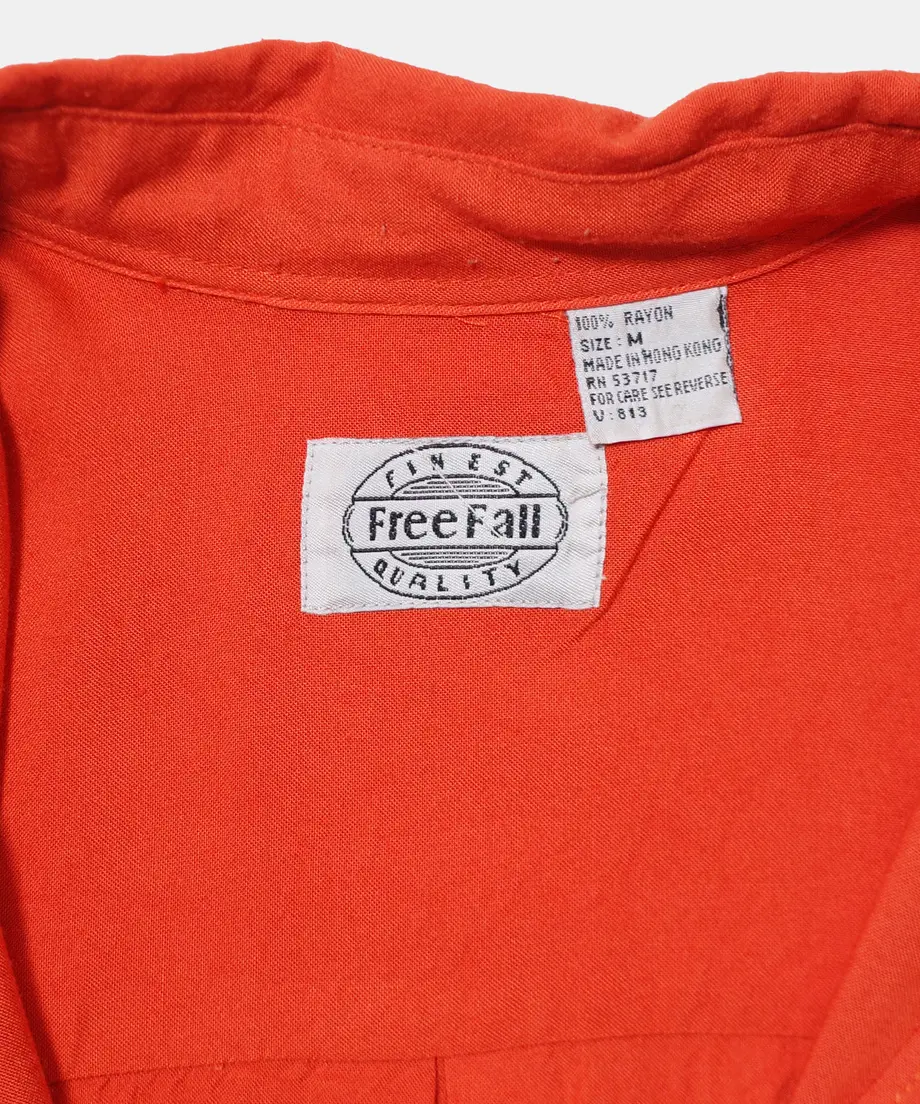 100% RAYON
SIZE : M
MADE IN HONG KONG
RN 53717
FOR CARE SEE REVERSE
V : 813
FINEST
FreeFall
QUALITY